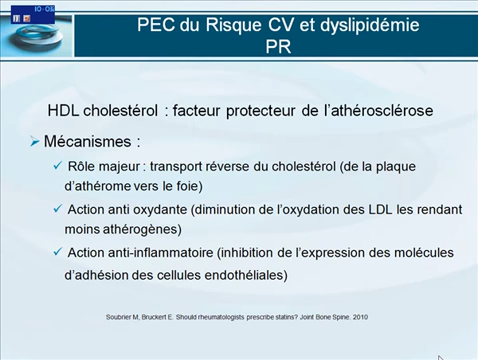 PEC du Risque CV et dyslipidémie
PR
HDL cholestérol : facteur protecteur de l'athérosclérose
Mécanismes :
Rôle majeur : transport réverse du cholestérol (de la plaque
d'athérome vers le foie)
Action anti oxydante (diminution de l'oxydation des LDL les rendant
moins athérogènes)
Action anti-inflammatoire (inhibition de l'expression des molécules
d'adhésion des cellules endothéliales)
Soubrier M, Bruckert E. Should rheumatologists prescribe statins? Joint Bone Spine. 2010